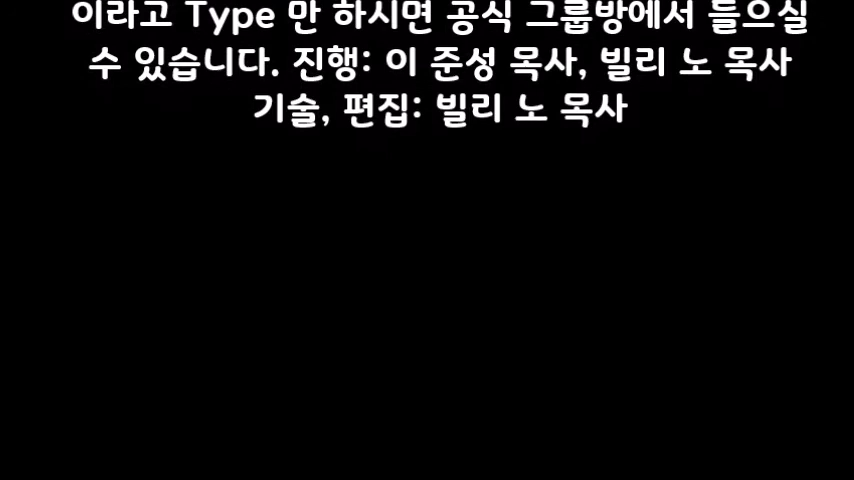 이라고 Type 만 하시면 공식 그룹방에서 들으실
수 있습니다. 진행: 이 준성 목사, 빌리 노 목사
기술, 편집: 빌리 노 목사